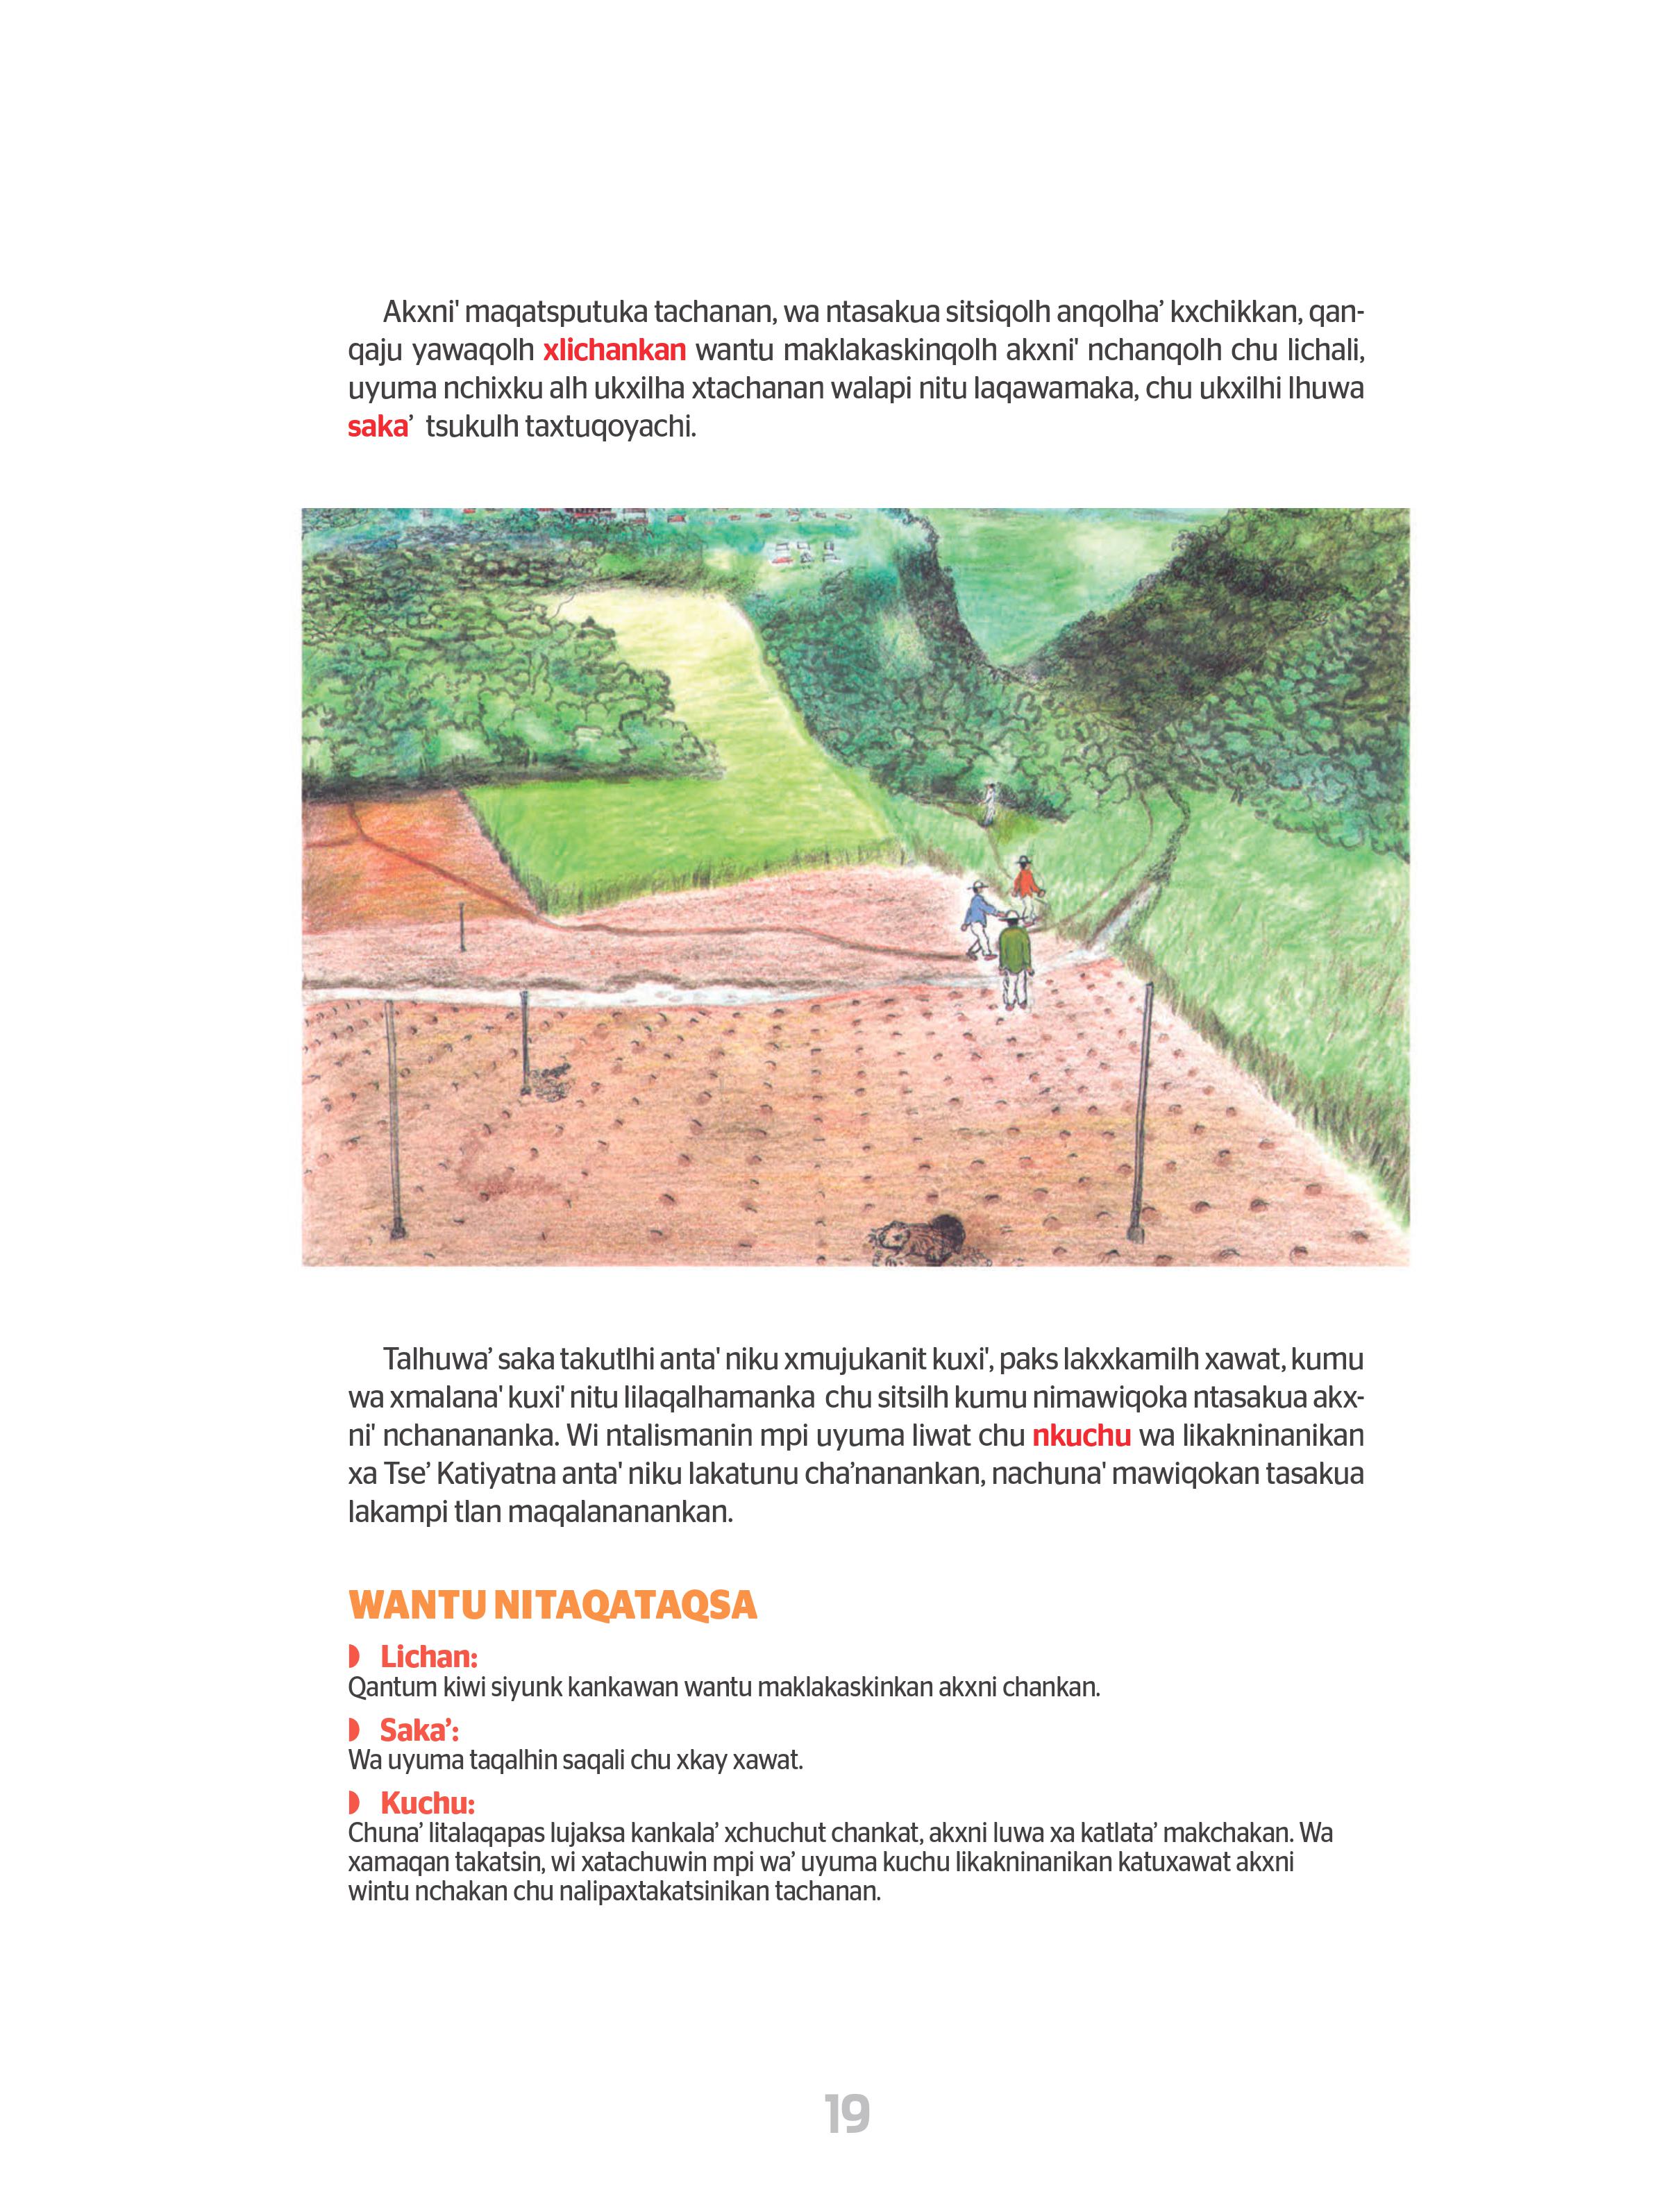 Akxni' maqatsputuka tachanan, wa ntasakua sitsiqolh anqolha’ kxchikkan, qan-
qaju yawaqolh xlichankan wantu maklakaskinqolh akxni' nchanqolh chu lichali,
uyuma nchixku alh ukxilha xtachanan walapi nitu laqawamaka, chu ukxilhi lhuwa
saka’ tsukulh taxtuqoyachi.
Talhuwa’ saka takutlhi anta' niku xmujukanit kuxi', paks lakxkamilh xawat, kumu
wa xmalana' kuxi' nitu lilaqalhamanka chu sitsilh kumu nimawiqoka ntasakua akx-
ni' nchanananka. Wi ntalismanin mpi uyuma liwat chu nkuchu wa likakninanikan
xa Tse’ Katiyatna anta' niku lakatunu cha’nanankan, nachuna' mawiqokan tasakua
lakampi tlan maqalananankan.
WANTU NITAQATAQSA
Lichan:
Qantum kiwi siyunk kankawan wantu maklakaskinkan akxni chankan.
Saka’:
Wa uyuma taqalhin saqali chu xkay xawat.
Kuchu:
Chuna’ litalaqapas lujaksa kankala’ xchuchut chankat, akxni luwa xa katlata’ makchakan. Wa
xamaqan takatsin, wi xatachuwin mpi wa’ uyuma kuchu likakninanikan katuxawat akxni
wintu nchakan chu nalipaxtakatsinikan tachanan.
19